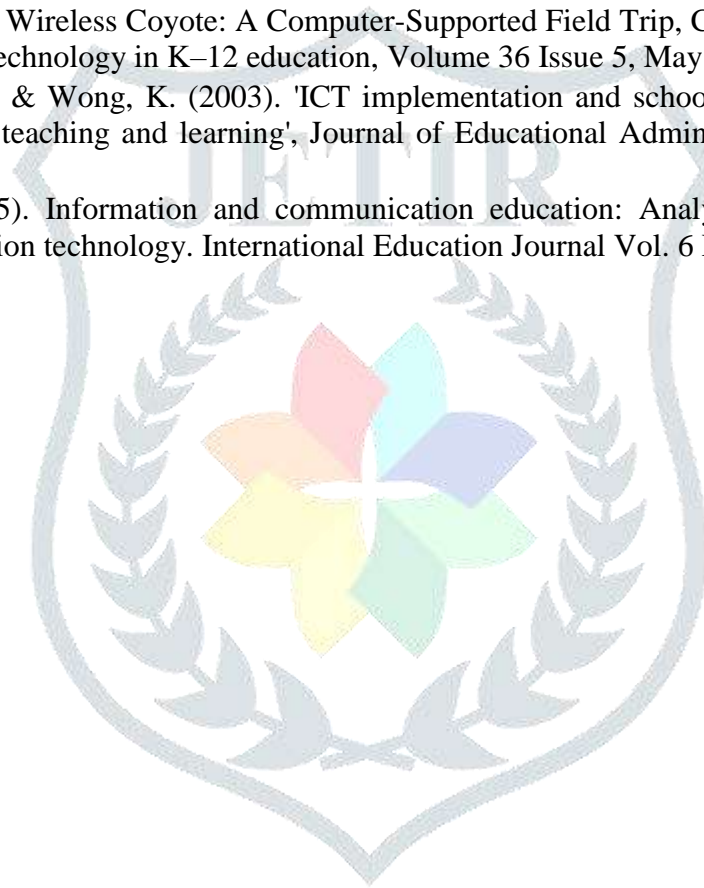 Wireless Coyote: A Computer-Supported Field Trip, C
echnology in K–12 education, Volume 36 Issue 5, May
& Wong, K. (2003). 'ICT implementation and schoo
teaching and learning', Journal of Educational Admin
JETIR
5). Information and communication education: Analy
ion technology. International Education Journal Vol. 6